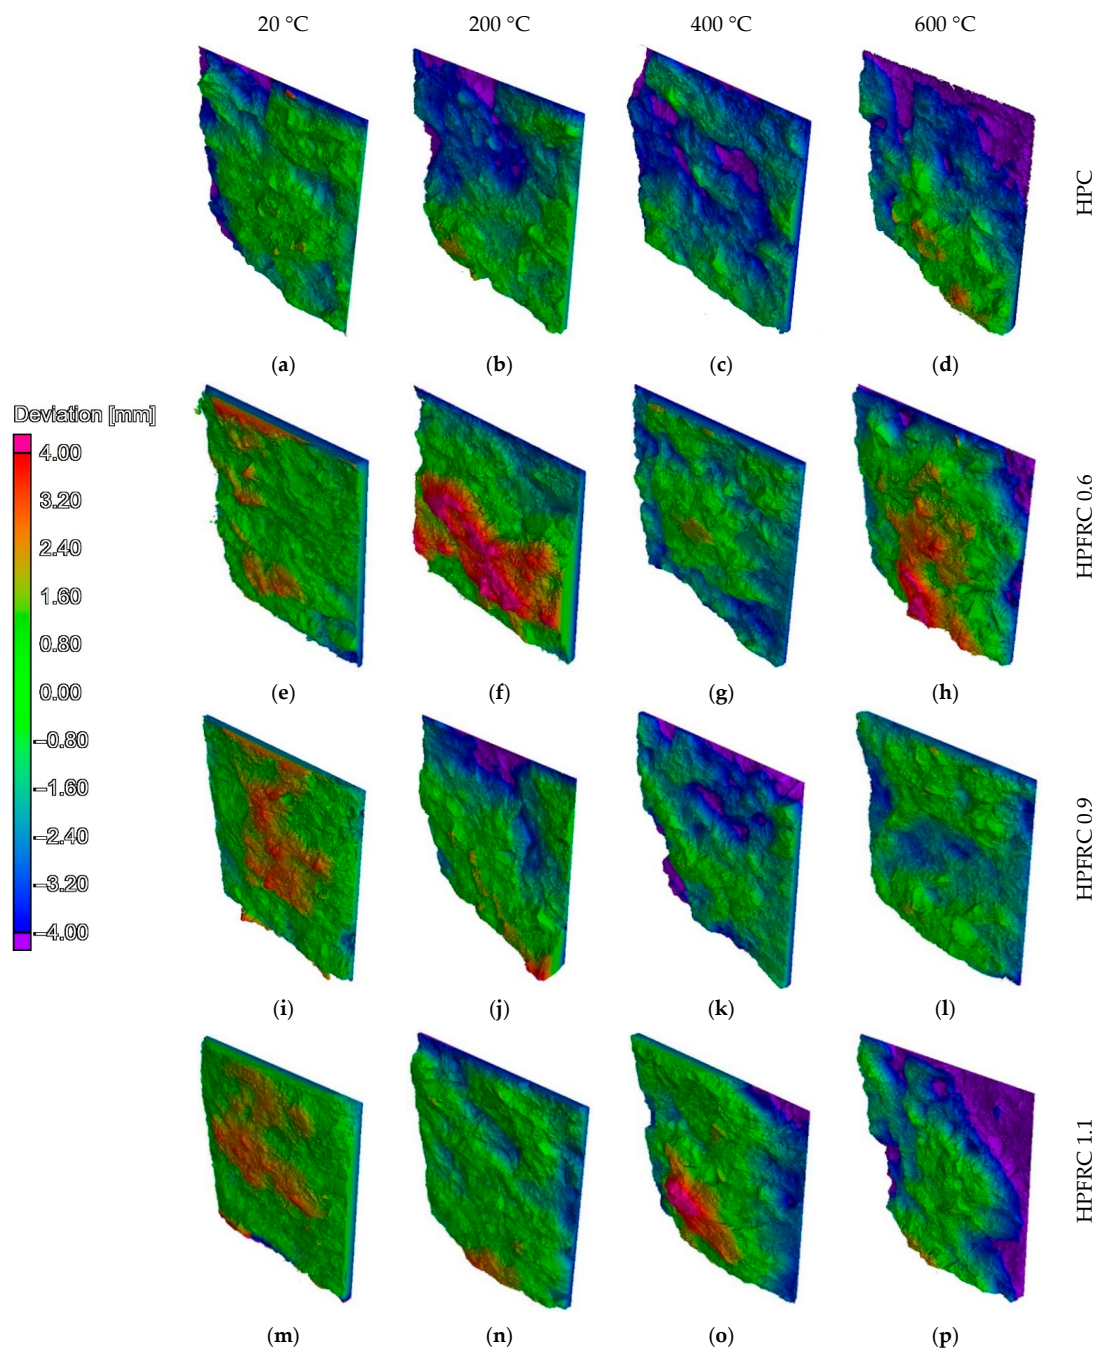 20 °C 200 °C 400 °C 600 °C
HPC
(a) (b) (c) (d)
Deviation [mm]
4.00
3.20
2.40
1.60
0.80
0.00
−0.80
−1.60
−2.40
−3.20
−4.00
HPFRC 0.6
(e) (f) (g) (h)
HPFRC 0.9
(i) (j) (k) (l)
HPFRC 1.1
(m) (n) (o) (p)